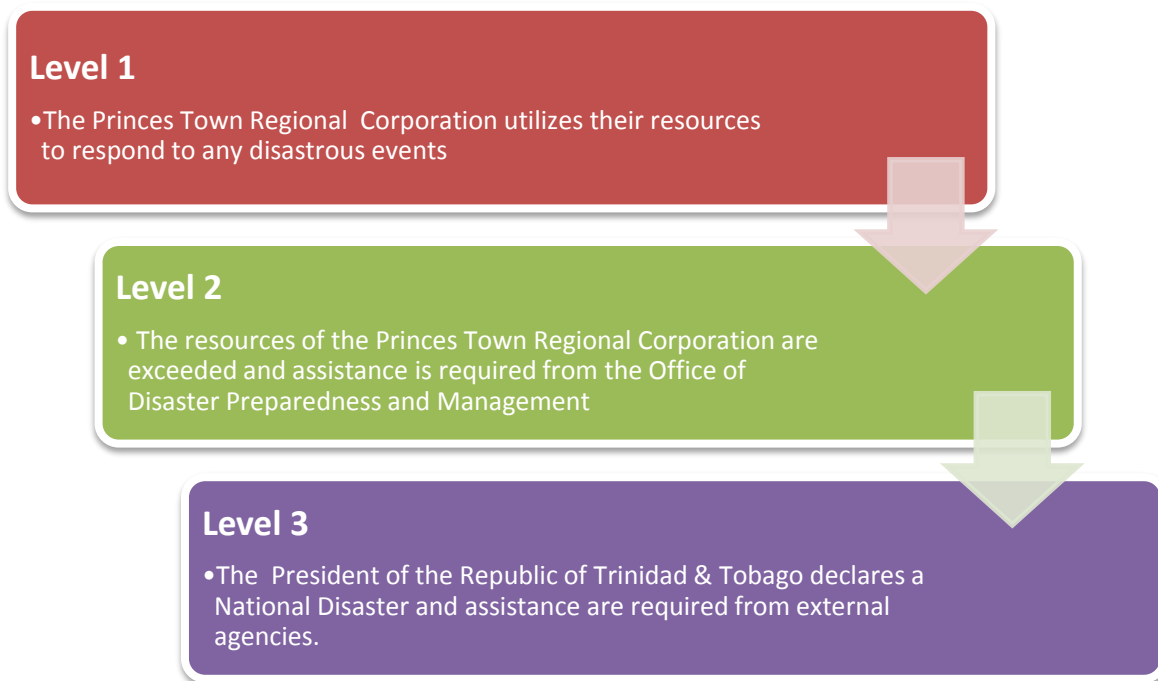 Level 1
•The Princes Town Regional  Corporation utilizes their resources
to respond to any disastrous events
Level 2
• The resources of the Princes Town Regional Corporation are
exceeded and assistance is required from the Office of
Disaster Preparedness and Management
Level 3
•The  President of the Republic of Trinidad & Tobago declares a
National Disaster and assistance are required from external
agencies.